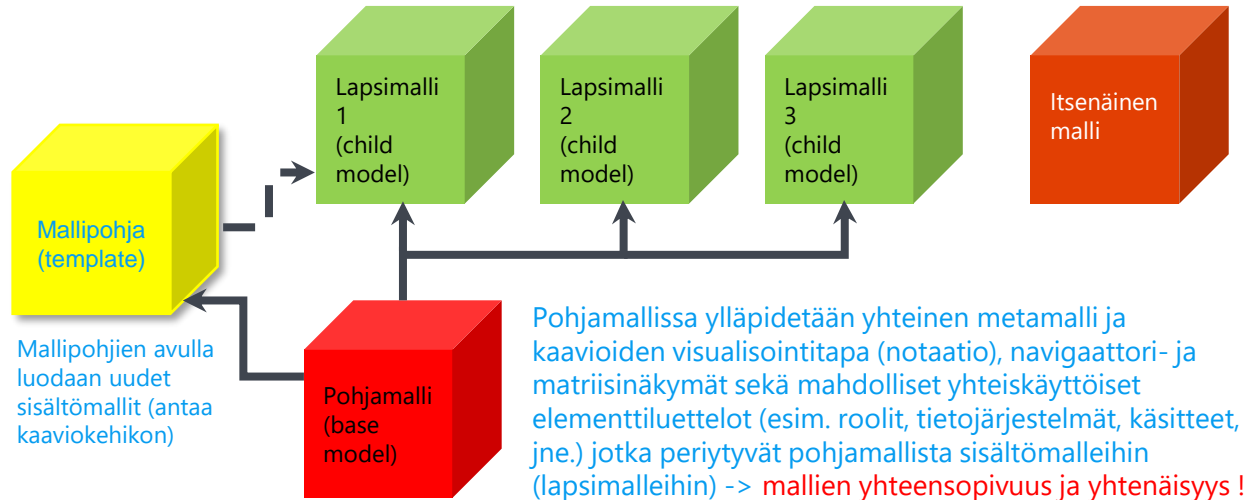 Lapsimalli
1
(child
model)
Lapsimalli
2
(child
model)
Lapsimalli
3
(child
model)
Itsenäinen
malli
Mallipohja
(template)
Mallipohjien avulla
luodaan uudet
sisältömallit (antaa
kaaviokehikon)
Pohjamalli
(base
model)
Pohjamallissa ylläpidetään yhteinen metamalli ja
kaavioiden visualisointitapa (notaatio), navigaattori- ja
matriisinäkymät sekä mahdolliset yhteiskäyttöiset
elementtiluettelot (esim. roolit, tietojärjestelmät, käsitteet,
jne.) jotka periytyvät pohjamallista sisältömalleihin
(lapsimalleihin) -> mallien yhteensopivuus ja yhtenäisyys !